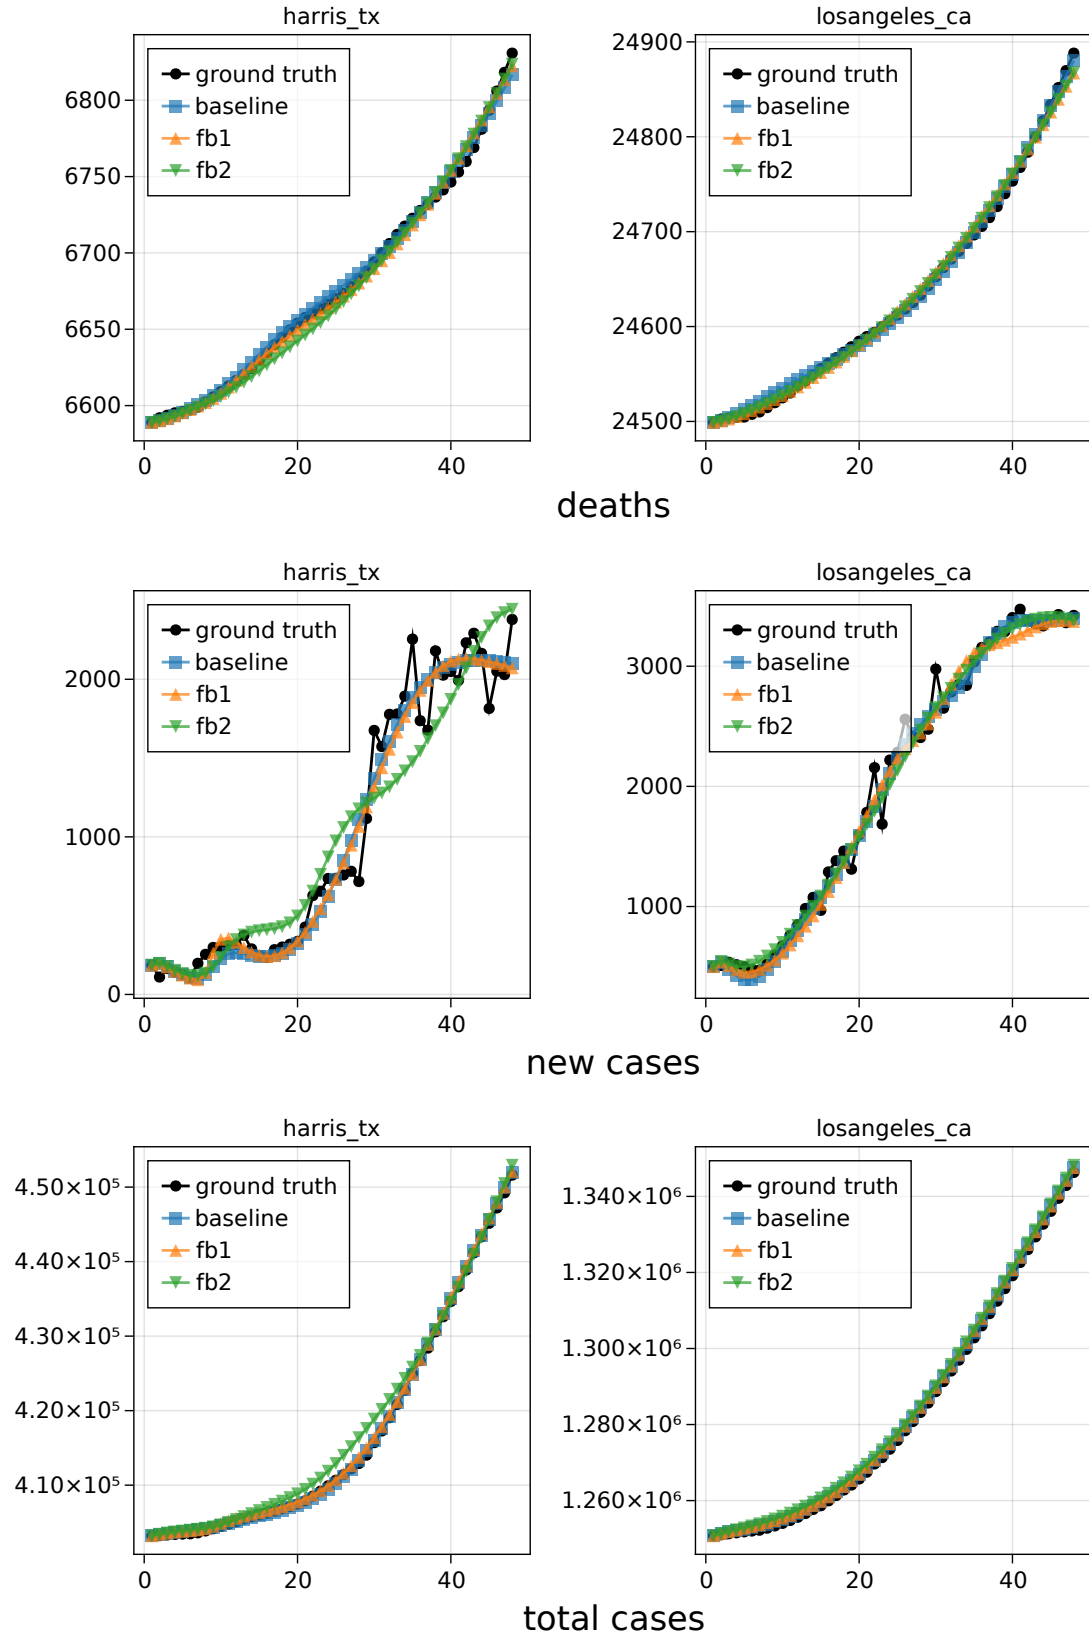 harris_tx
losangeles_ca
ground truth
baseline
fb1
fb2
6800
6750
6700
6650
6600
0 20 40
ground truth
baseline
fb1
fb2
24900
24800
24700
24600
24500
0 20 40
deaths
harris_tx
losangeles_ca
ground truth
baseline
fb1
fb2
2000
1000
0
0 20 40
ground truth
baseline
fb1
fb2
3000
2000
1000
0 20 40
new cases
harris_tx
losangeles_ca
ground truth
baseline
fb1
fb2
4.50×10⁵
4.40×10⁵
4.30×10⁵
4.20×10⁵
4.10×10⁵
0 20 40
ground truth
baseline
fb1
fb2
1.340×10⁶
1.320×10⁶
1.300×10⁶
1.280×10⁶
1.260×10⁶
0 20 40
total cases